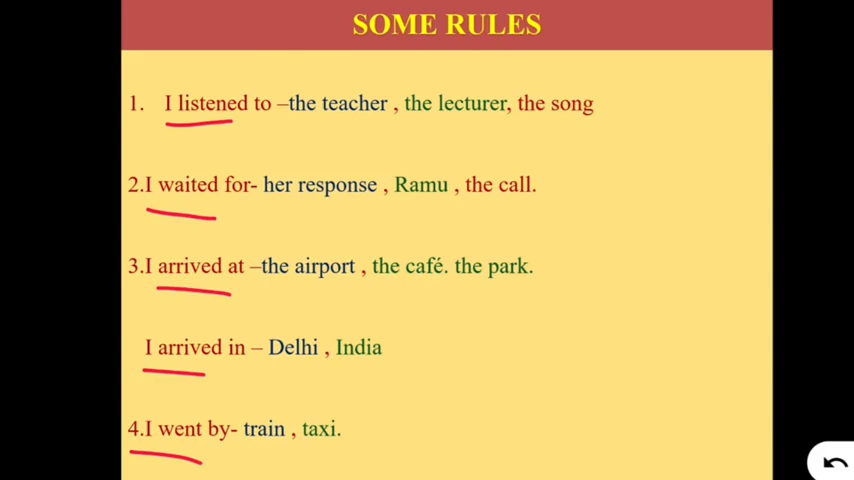 SOME RULES
1. I listened to –the teacher , the lecturer, the song
2.I waited for- her response , Ramu , the call.
3.I arrived at –the airport , the café. the park.
I arrived in – Delhi , India
4.I went by- train , taxi.